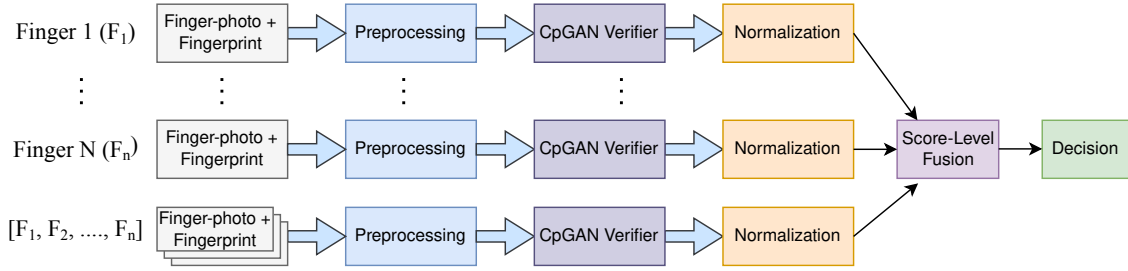 Finger 1 (F1)
Finger-photo +
Fingerprint
Preprocessing
CpGAN Verifier
Normalization
Finger N (Fn)
Finger-photo +
Fingerprint
Preprocessing
CpGAN Verifier
Normalization
Score-Level
Fusion
Decision
[F1, F2, ...., Fn]
Finger-photo +
Fingerprint
Preprocessing
CpGAN Verifier
Normalization